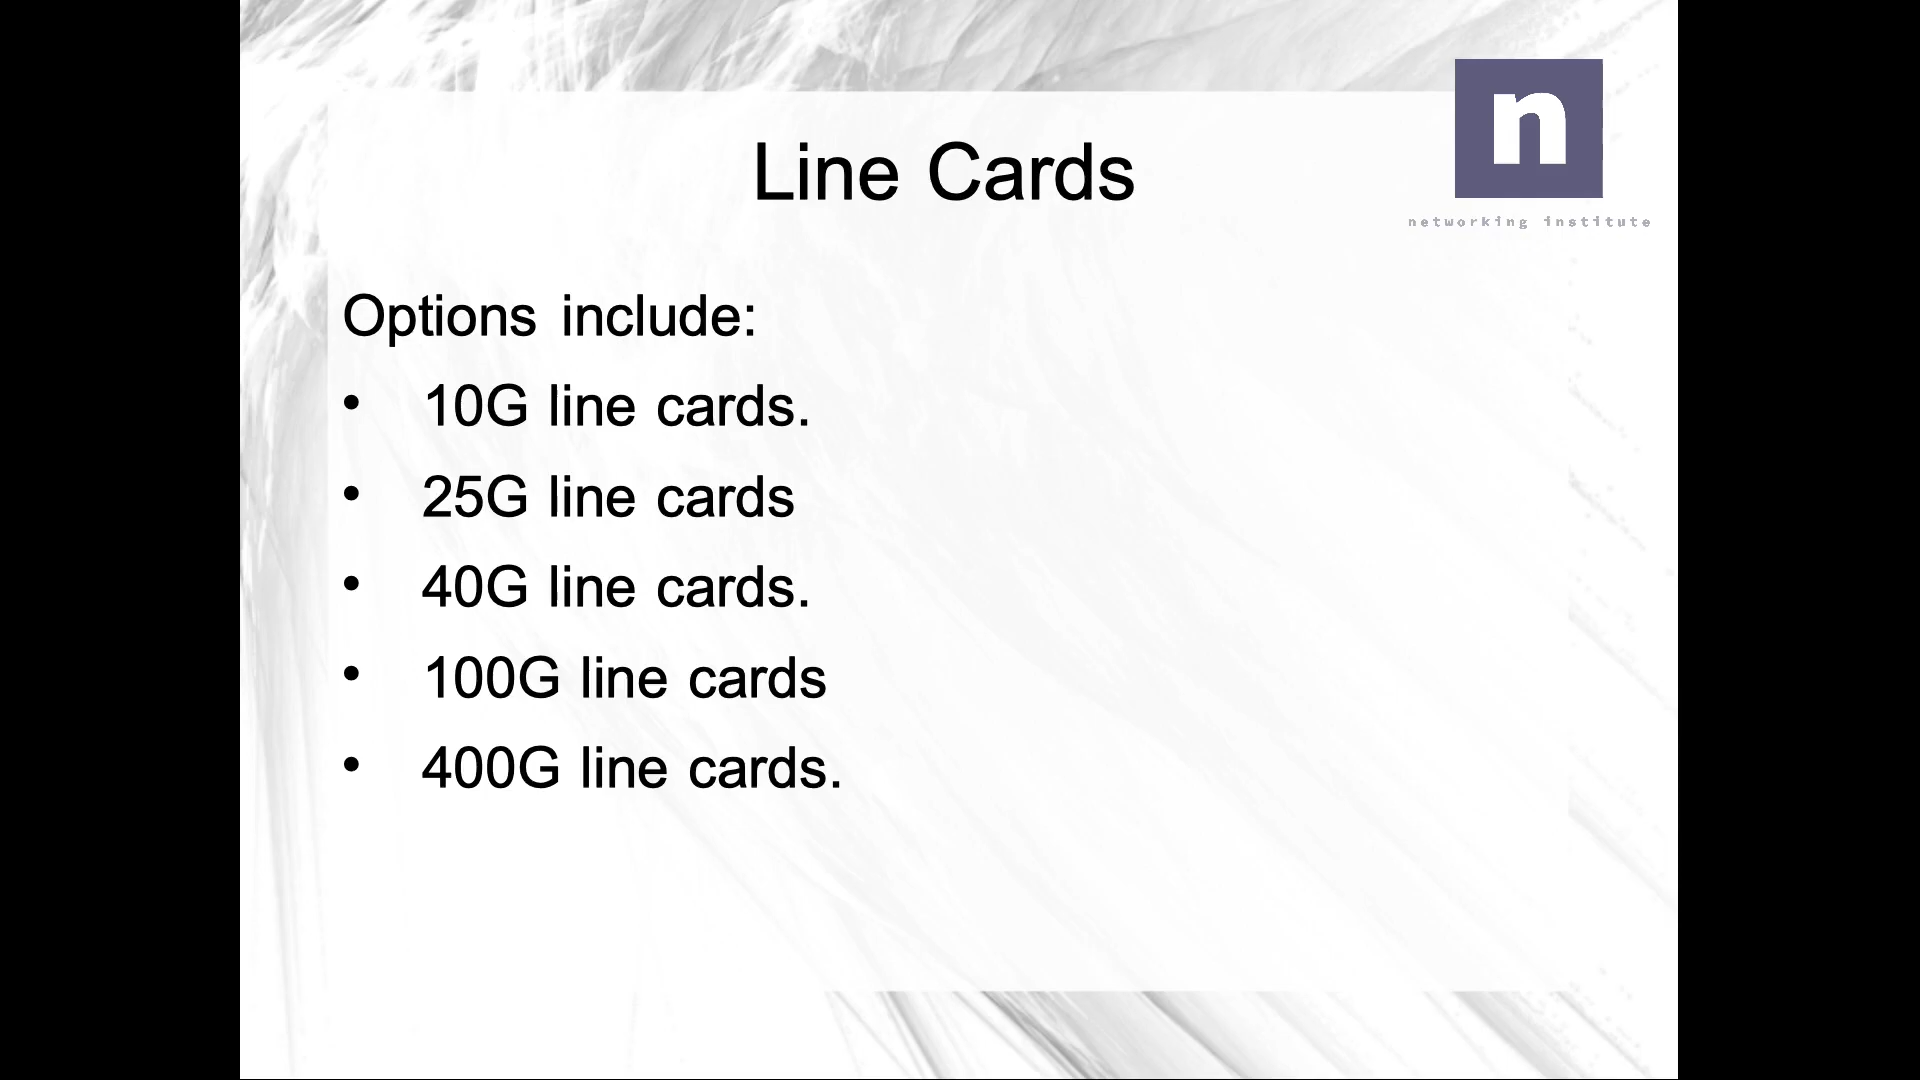 Line Cards
n
networking institute
Options include:
• 10G line cards.
• 25G line cards
• 40G line cards.
• 100G line cards
• 400G line cards.